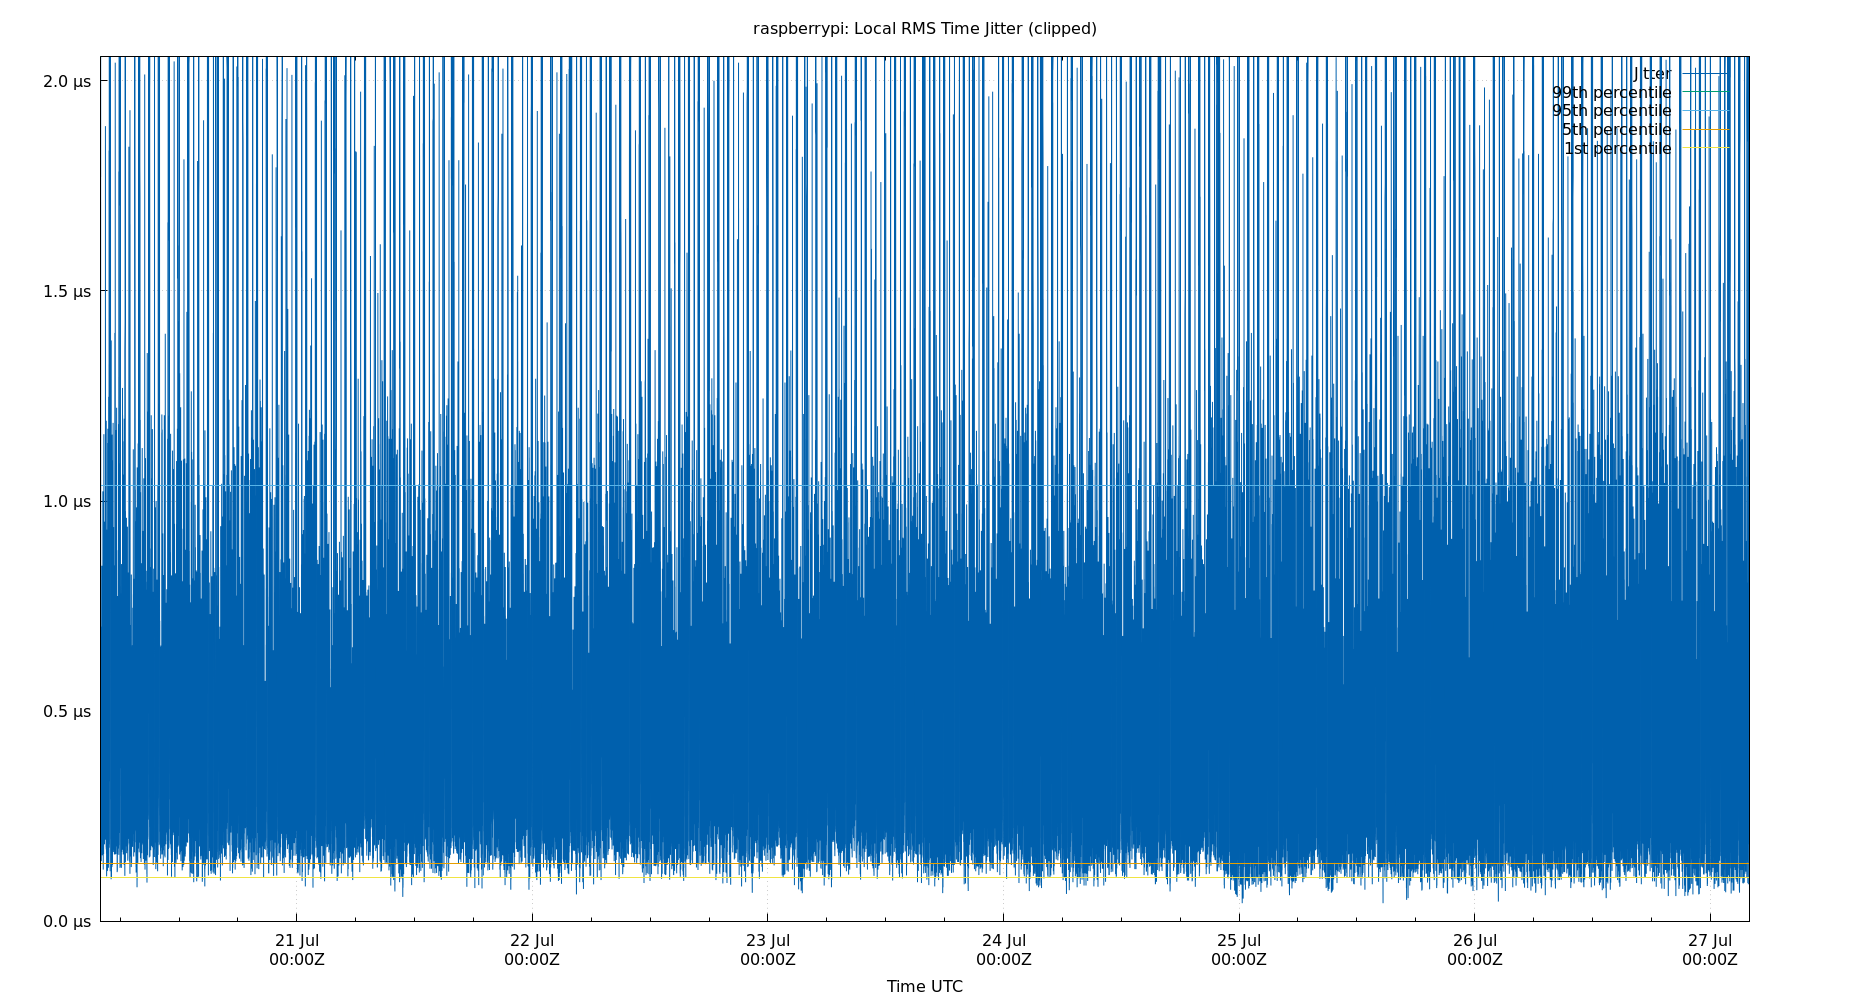 raspberrypi: Local RMS Time Jitter (clipped)
2.0 µs
1.5 µs
1.0 µs
0.5 µs
0.0 µs
Jitter
99th percentile
95th percentile
5th percentile
1st percentile
21 Jul 22 Jul 23 Jul 24 Jul 25 Jul 26 Jul 27 Jul
00:00Z 00:00Z 00:00Z 00:00Z 00:00Z 00:00Z 00:00Z
Time UTC